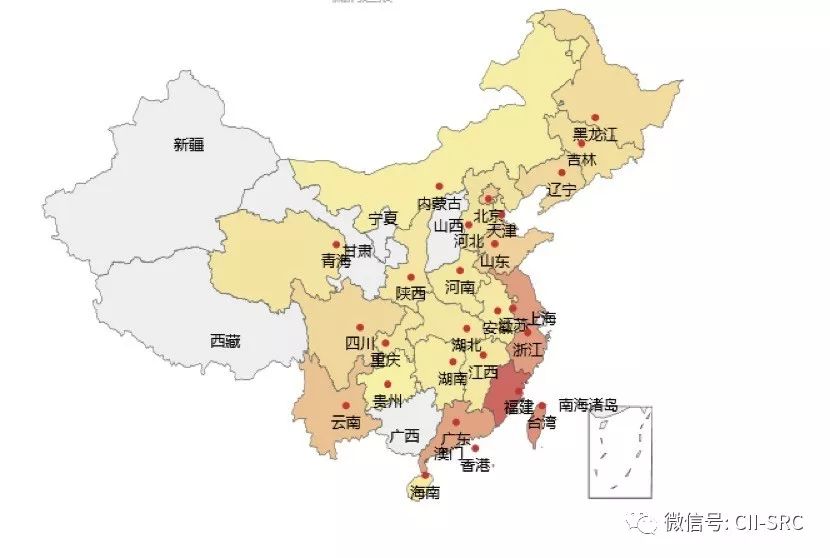 黑龙江
新疆
吉林
辽宁
内蒙古
北京
宁夏
山西
天津
河北
甘肃
青海
山东
陕西
河南
安徽
江苏
上海
西藏
四川
湖北
浙江
重庆
江西
湖南
贵州
福建
南海诸岛
云南
台湾
广西
广东
澳门
香港
海南
微信号: CII-SRC